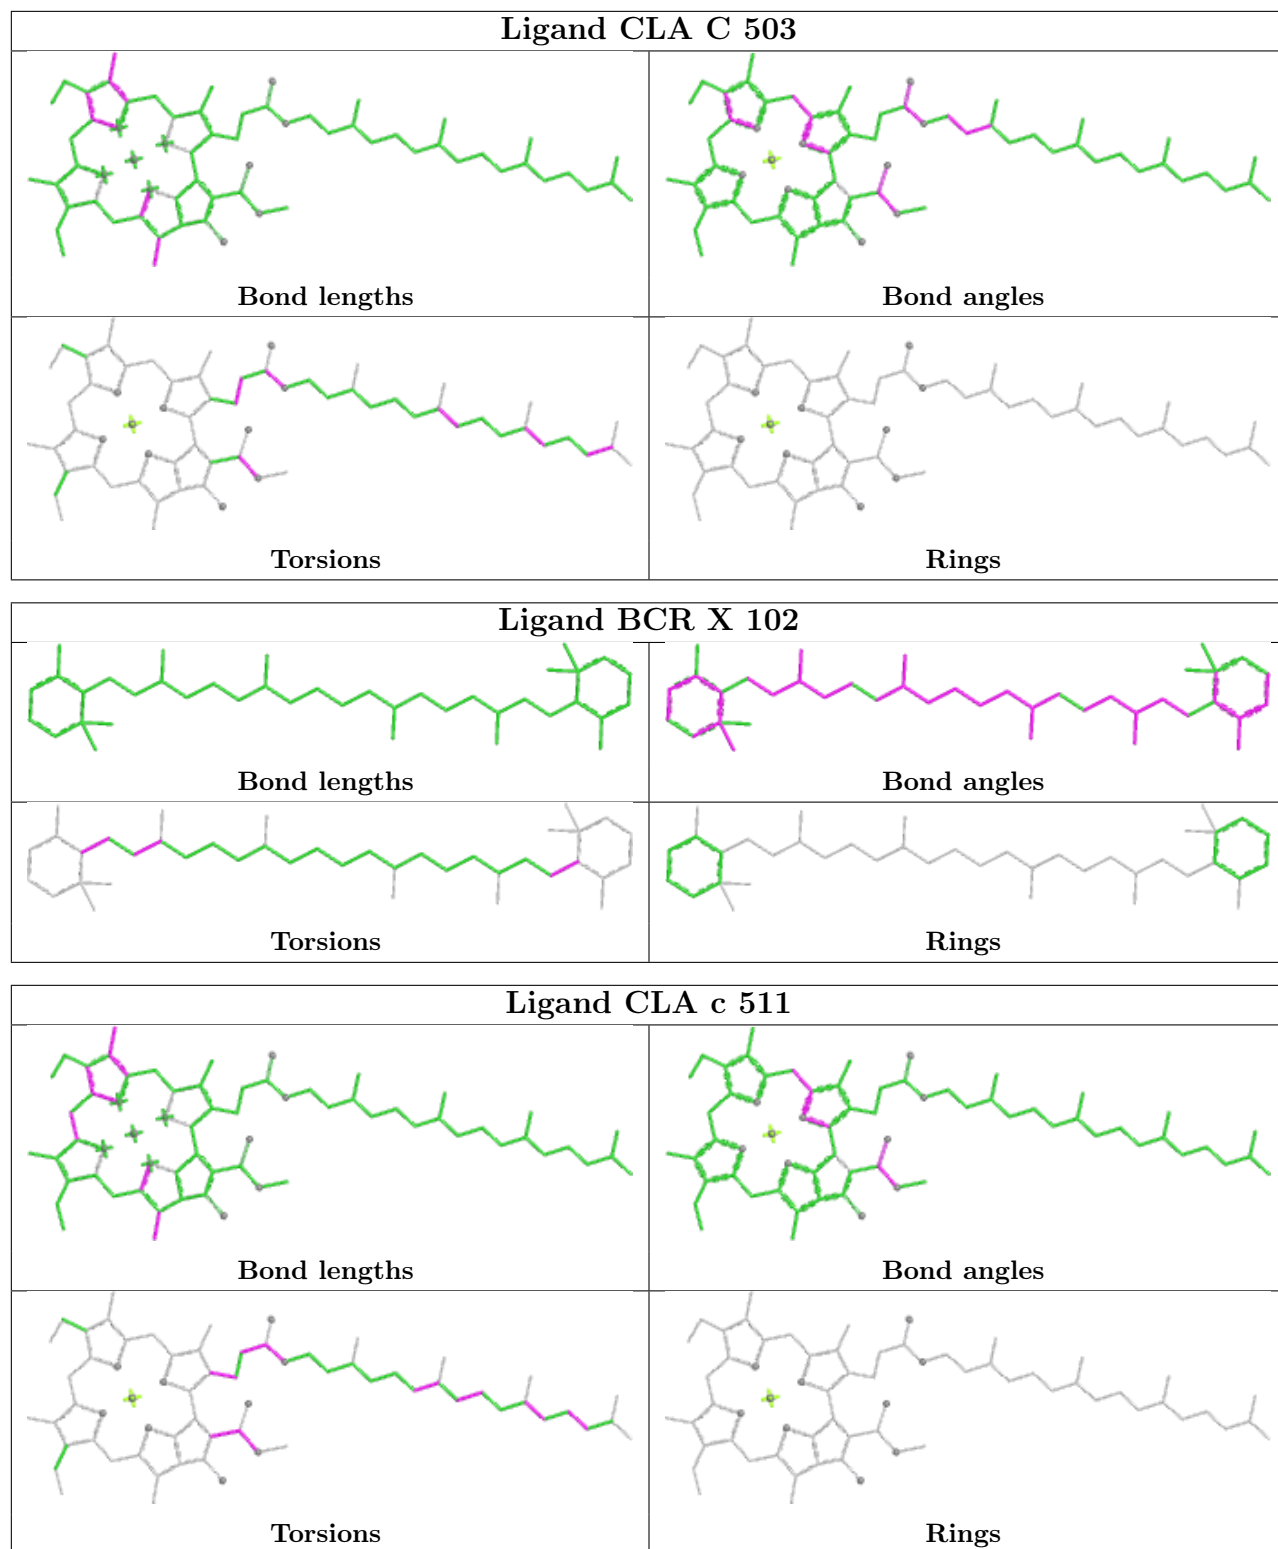 Ligand CLA C 503
Bond lengths
Bond angles
Torsions
Rings
Ligand BCR X 102
Bond lengths
Bond angles
Torsions
Rings
Ligand CLA c 511
Bond lengths
Bond angles
Torsions
Rings